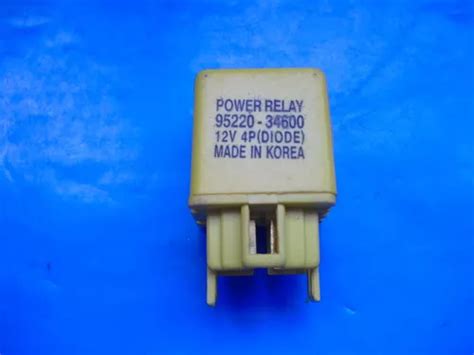 POWER RELAY
95220-34600
12V 4P(DIODE)
MADE IN KOREA